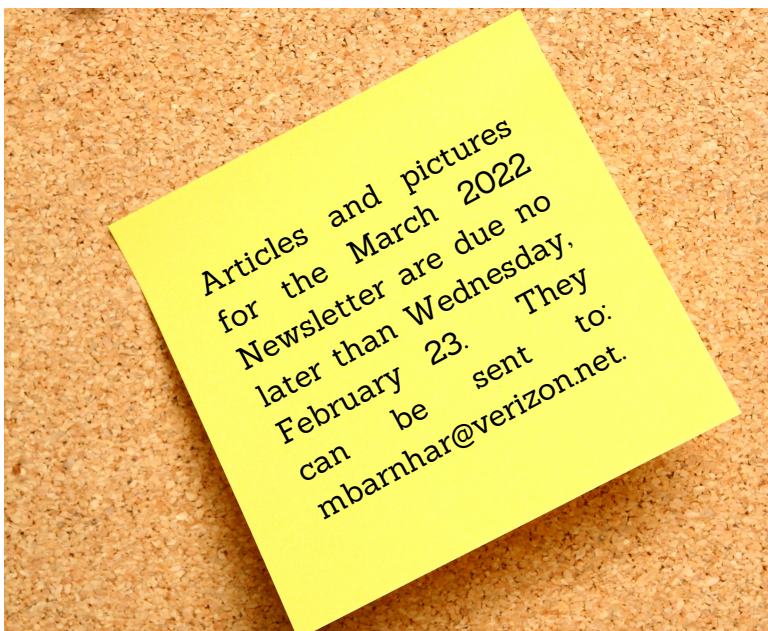 Articles and pictures
for the March 2022
Newsletter are due no
later than Wednesday,
February 23. They
can be sent to:
mbarnhar@verizon.net.